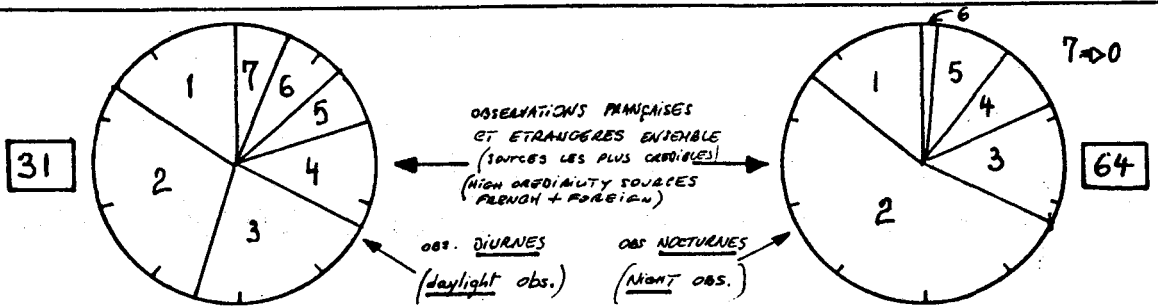 31
1
7
6
5
4
3
2
OBSERVATIONS FRANÇAISES
ET ETRANGERES ENSEMBLE
(SOURCES LES PLUS CREDIBLES)
(HIGH CREDIBILITY SOURCES
FRENCH + FOREIGN)
OBS. DIURNES
(daylight obs.)
OBS NOCTURNES
(NIGHT OBS.)
6
7⇒0
1
5
4
3
2
64